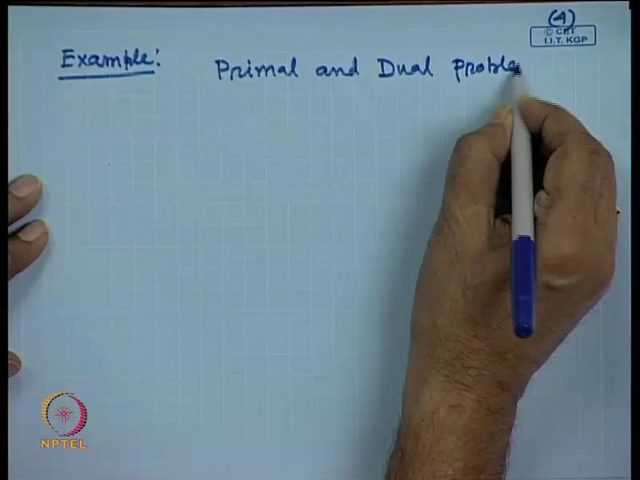 (4)
© CET
I.I.T. KGP
Example: Primal and Dual Proble
NPTEL